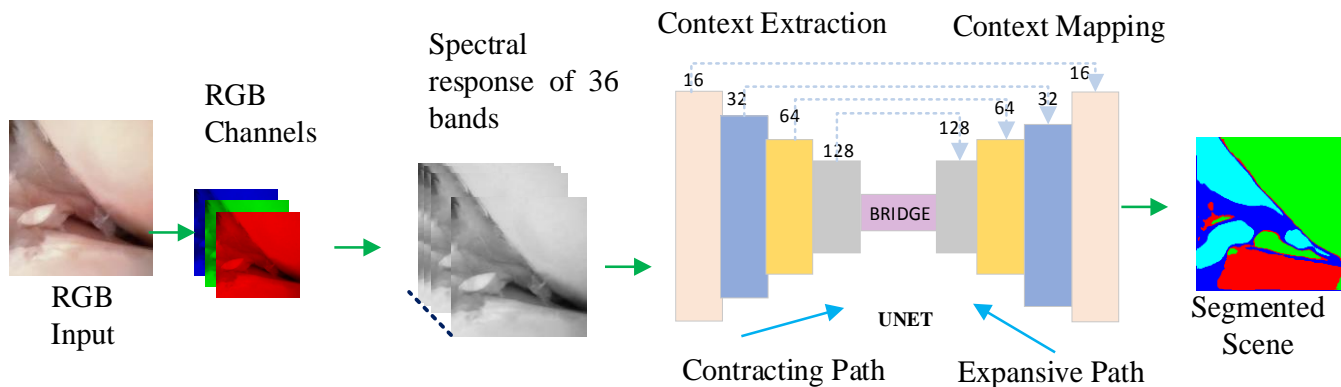 RGB
Input
RGB
Channels
Spectral
response of 36
bands
Context Extraction
Context Mapping
16
32
64
128
128
64
32
16
BRIDGE
UNET
Contracting Path
Expansive Path
Segmented
Scene